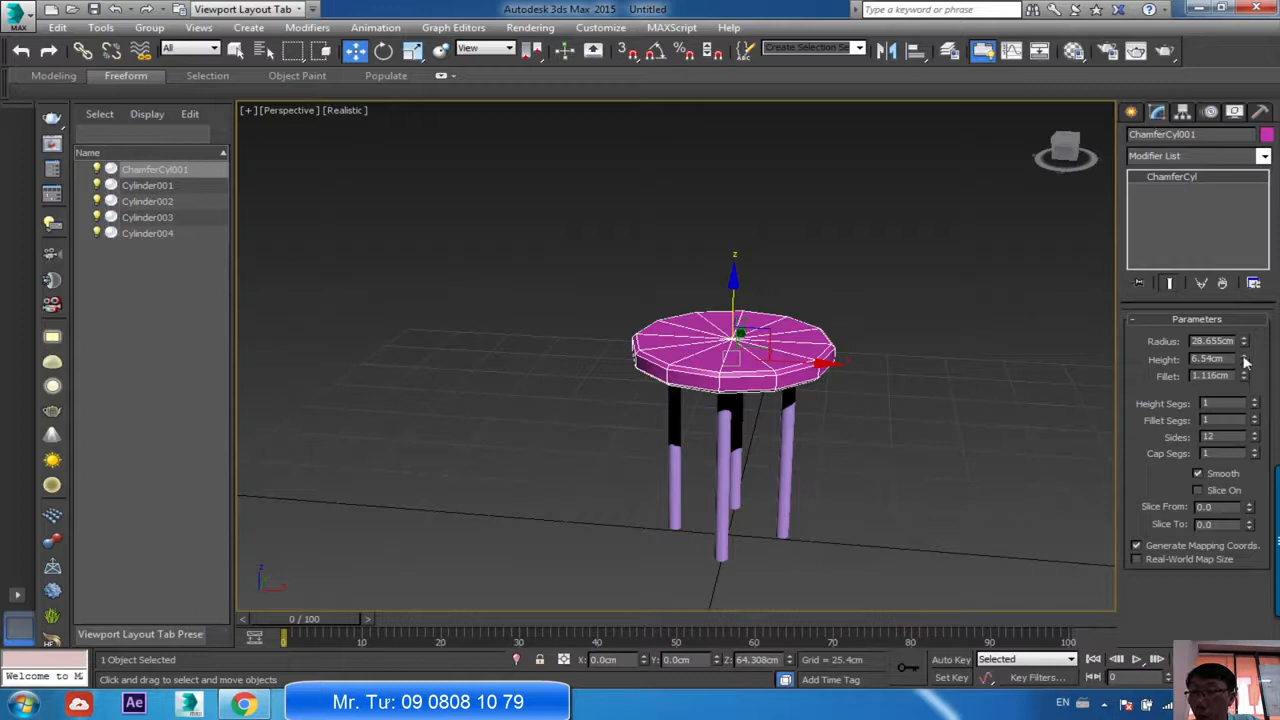 Viewport Layout Tab
Autodesk 3ds Max 2015 Untitled
Type a keyword or phrase
MAX
Edit Tools Group Views Create Modifiers Animation Graph Editors Rendering Customize MAXScript Help
All
View
Create Selection Se
Modeling Freeform Selection Object Paint Populate
Select Display Edit
Name
ChamferCyl001
Cylinder001
Cylinder002
Cylinder003
Cylinder004
[+] [Perspective] [Realistic]
z
x
z
ChamferCyl001
Modifier List
ChamferCyl
Parameters
Radius: 28.655cm
Height: 6.54cm
Fillet: 1.116cm
Height Segs: 1
Fillet Segs: 1
Sides: 12
Cap Segs: 1
Smooth
Slice On
Slice From: 0.0
Slice To: 0.0
Generate Mapping Coords.
Real-World Map Size
HF
Viewport Layout Tab Prese
< 0 / 100 >
0 10 20 30 40 50 60 70 80 90 100
1 Object Selected X: 0.0cm Y: 0.0cm Z: 64.308cm Grid = 25.4cm Auto Key Selected
Welcome to M
Click and drag to select and move objects Add Time Tag Set Key Key Filters... 0
Ae
Mr. Tư: 09 0808 10 79
EN